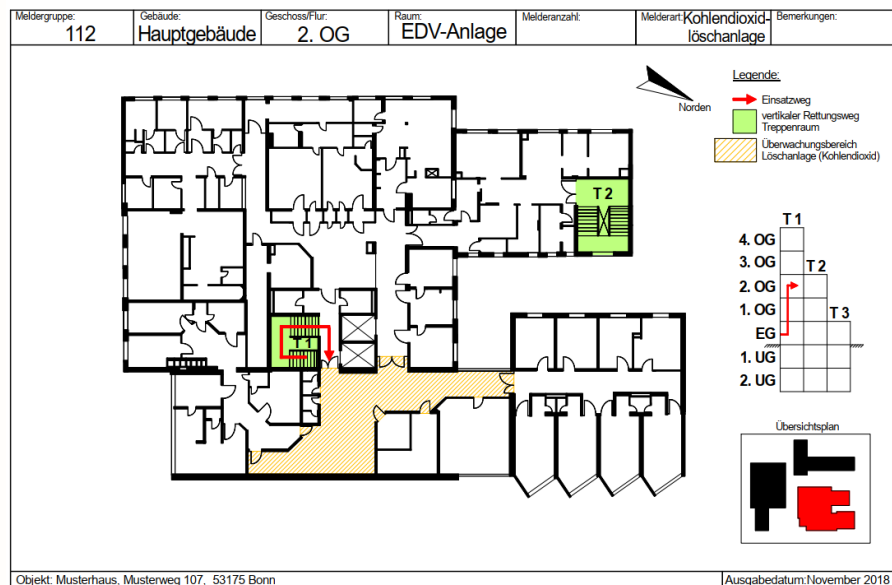 Meldergruppe: 112
Gebäude: Hauptgebäude
Geschoss/Flur: 2. OG
Raum: EDV-Anlage
Melderanzahl:
Melderart: Kohlendioxid-
löschanlage
Bemerkungen:
Norden
Legende:
Einsatzweg
vertikaler Rettungsweg
Treppenraum
Überwachungsbereich
Löschanlage (Kohlendioxid)
T 2
T 1
T 1
4. OG
3. OG
T 2
2. OG
1. OG
T 3
EG
1. UG
2. UG
Übersichtsplan
Objekt: Musterhaus, Musterweg 107, 53175 Bonn
Ausgabedatum:November 2018